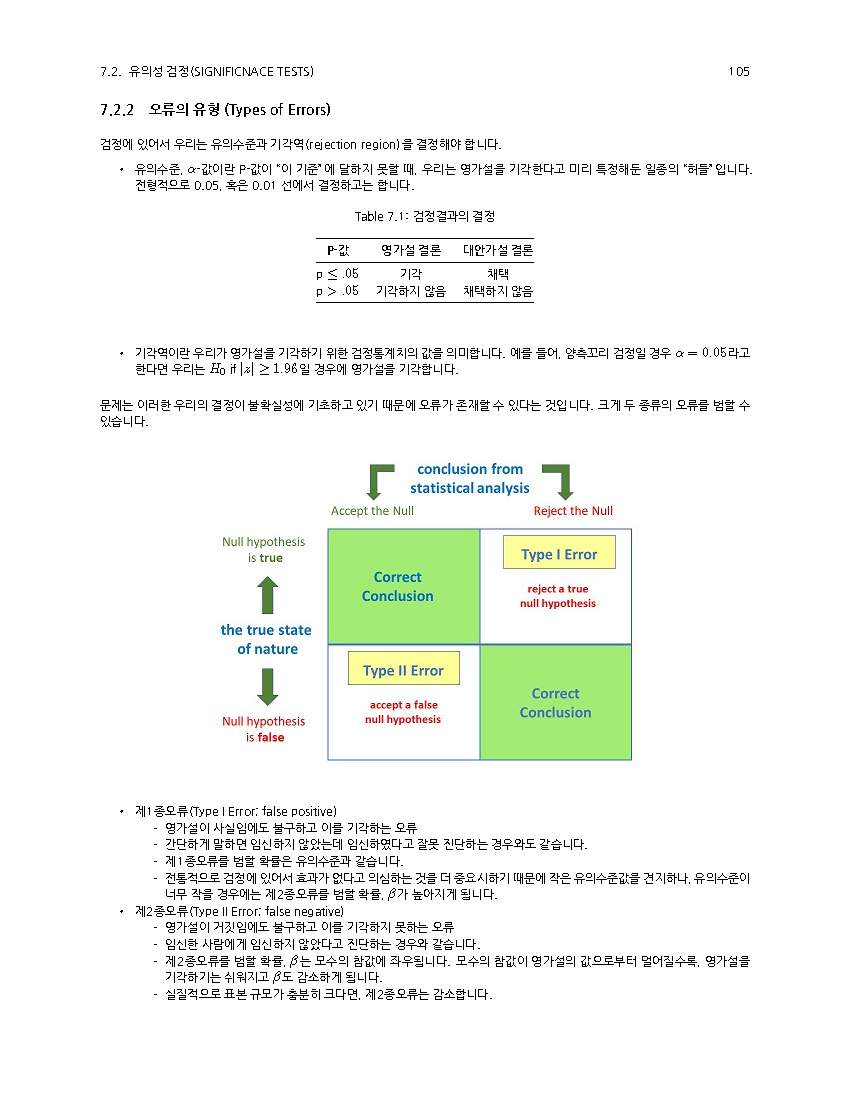 7.2. 유의성 검정(SIGNIFICNACE TESTS) 105
7.2.2 오류의 유형 (Types of Errors)
검정에 있어서 우리는 유의수준과 기각역(rejection region)을 결정해야 합니다.
• 유의수준, α-값이란 P-값이 “이 기준”에 달하지 못할 때, 우리는 영가설을 기각한다고 미리 특정해둔 일종의 “허들”입니다.
전형적으로 0.05, 혹은 0.01 선에서 결정하고는 합니다.
Table 7.1: 검정결과의 결정
P-값 영가설 결론 대안가설 결론
p ≤ .05 기각 채택
p > .05 기각하지 않음 채택하지 않음
• 기각역이란 우리가 영가설을 기각하기 위한 검정통계치의 값을 의미합니다. 예를 들어, 양측꼬리 검정일 경우 α = 0.05라고
한다면 우리는 H₀ if |z| ≥ 1.96일 경우에 영가설을 기각합니다.
문제는 이러한 우리의 결정이 불확실성에 기초하고 있기 때문에 오류가 존재할 수 있다는 것입니다. 크게 두 종류의 오류를 범할 수
있습니다.
conclusion from
statistical analysis
Accept the Null Reject the Null
Null hypothesis
is true
the true state
of nature
Null hypothesis
is false
Correct
Conclusion
Type I Error
reject a true
null hypothesis
Type II Error
accept a false
null hypothesis
Correct
Conclusion
• 제1종오류(Type I Error; false positive)
- 영가설이 사실임에도 불구하고 이를 기각하는 오류
- 간단하게 말하면 임신하지 않았는데 임신하였다고 잘못 진단하는 경우와도 같습니다.
- 제1종오류를 범할 확률은 유의수준과 같습니다.
- 전통적으로 검정에 있어서 효과가 없다고 의심하는 것을 더 중요시하기 때문에 작은 유의수준값을 견지하나, 유의수준이
너무 작을 경우에는 제2종오류를 범할 확률, β가 높아지게 됩니다.
• 제2종오류(Type II Error; false negative)
- 영가설이 거짓임에도 불구하고 이를 기각하지 못하는 오류
- 임신한 사람에게 임신하지 않았다고 진단하는 경우와 같습니다.
- 제2종오류를 범할 확률, β는 모수의 참값에 좌우됩니다. 모수의 참값이 영가설의 값으로부터 멀어질수록, 영가설을
기각하기는 쉬워지고 β도 감소하게 됩니다.
- 실질적으로 표본 규모가 충분히 크다면, 제2종오류는 감소합니다.